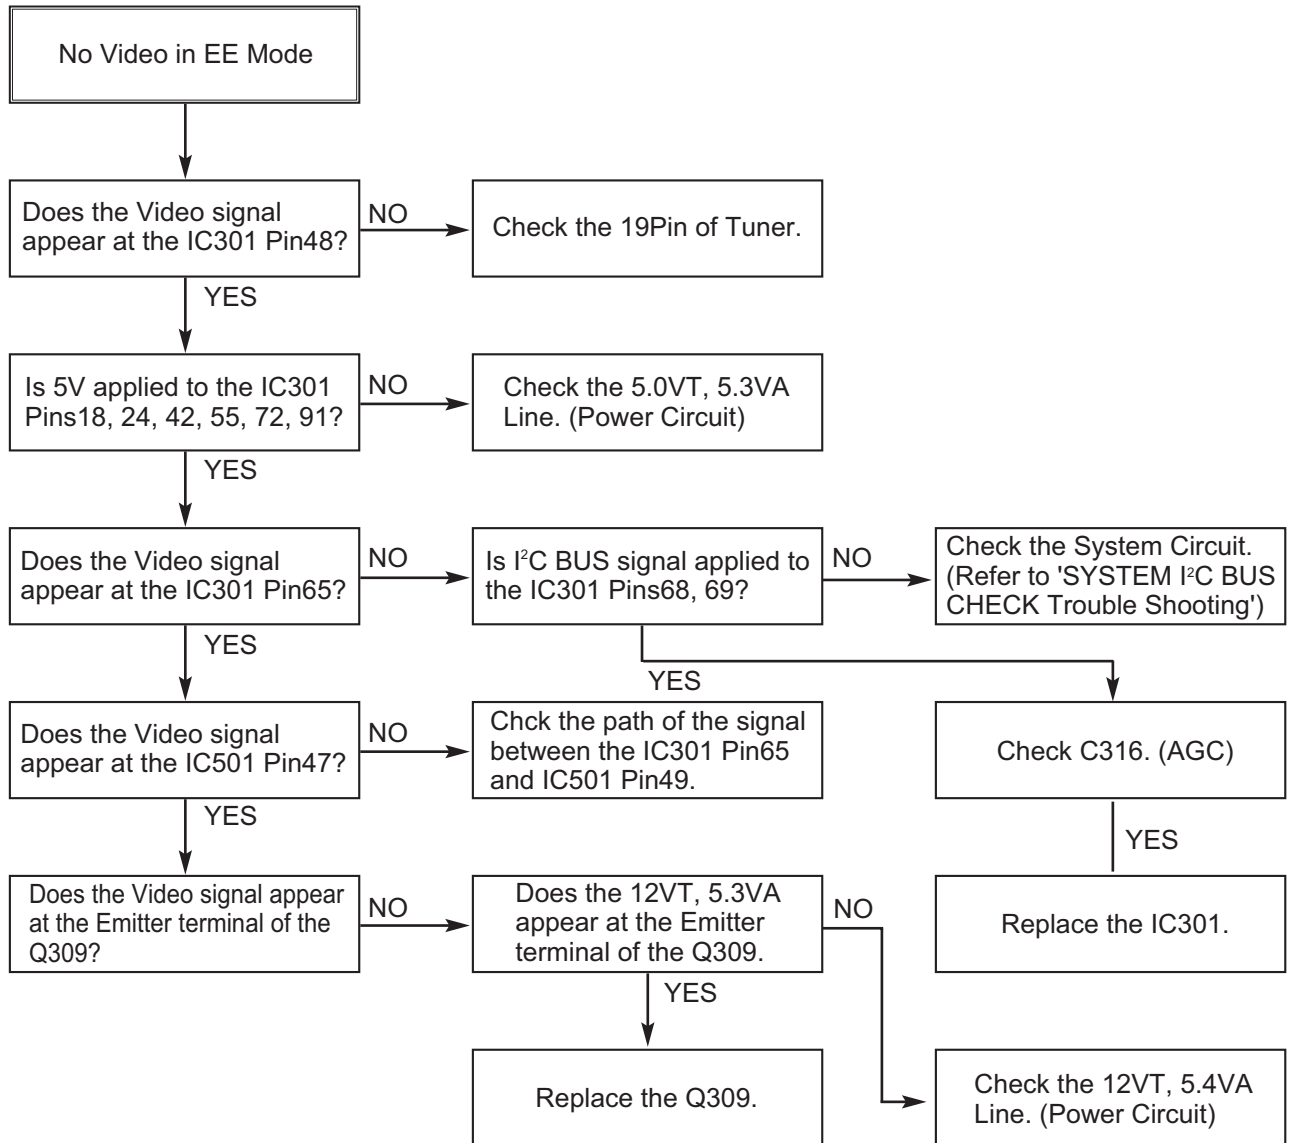 No Video in EE Mode
Does the Video signal
appear at the IC301 Pin48?
NO
Check the 19Pin of Tuner.
YES
Is 5V applied to the IC301
Pins18, 24, 42, 55, 72, 91?
NO
Check the 5.0VT, 5.3VA
Line. (Power Circuit)
YES
Does the Video signal
appear at the IC301 Pin65?
NO
Is I²C BUS signal applied to
the IC301 Pins68, 69?
NO
Check the System Circuit.
(Refer to 'SYSTEM I²C BUS
CHECK Trouble Shooting')
YES
YES
Does the Video signal
appear at the IC501 Pin47?
NO
Chck the path of the signal
between the IC301 Pin65
and IC501 Pin49.
Check C316. (AGC)
YES
YES
Does the Video signal appear
at the Emitter terminal of the
Q309?
NO
Does the 12VT, 5.3VA
appear at the Emitter
terminal of the Q309.
NO
Replace the IC301.
YES
Replace the Q309.
Check the 12VT, 5.4VA
Line. (Power Circuit)